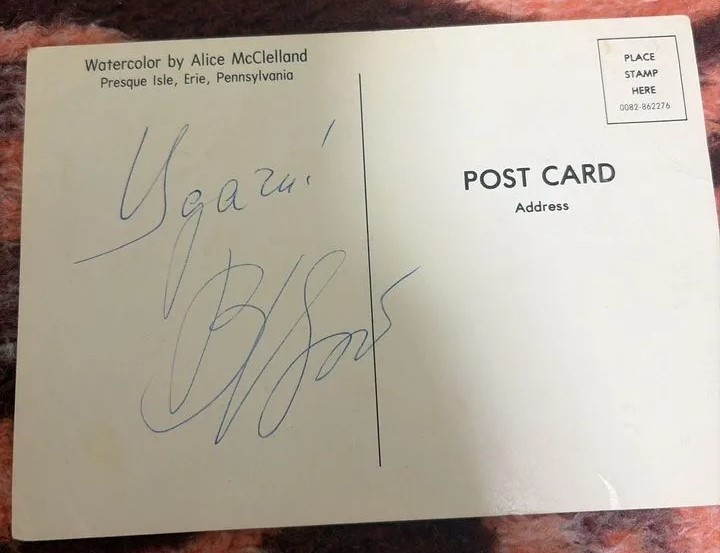 Watercolor by Alice McClelland
Presque Isle, Erie, Pennsylvania
PLACE
STAMP
HERE
0082-862276
POST CARD
Address
Удачи!